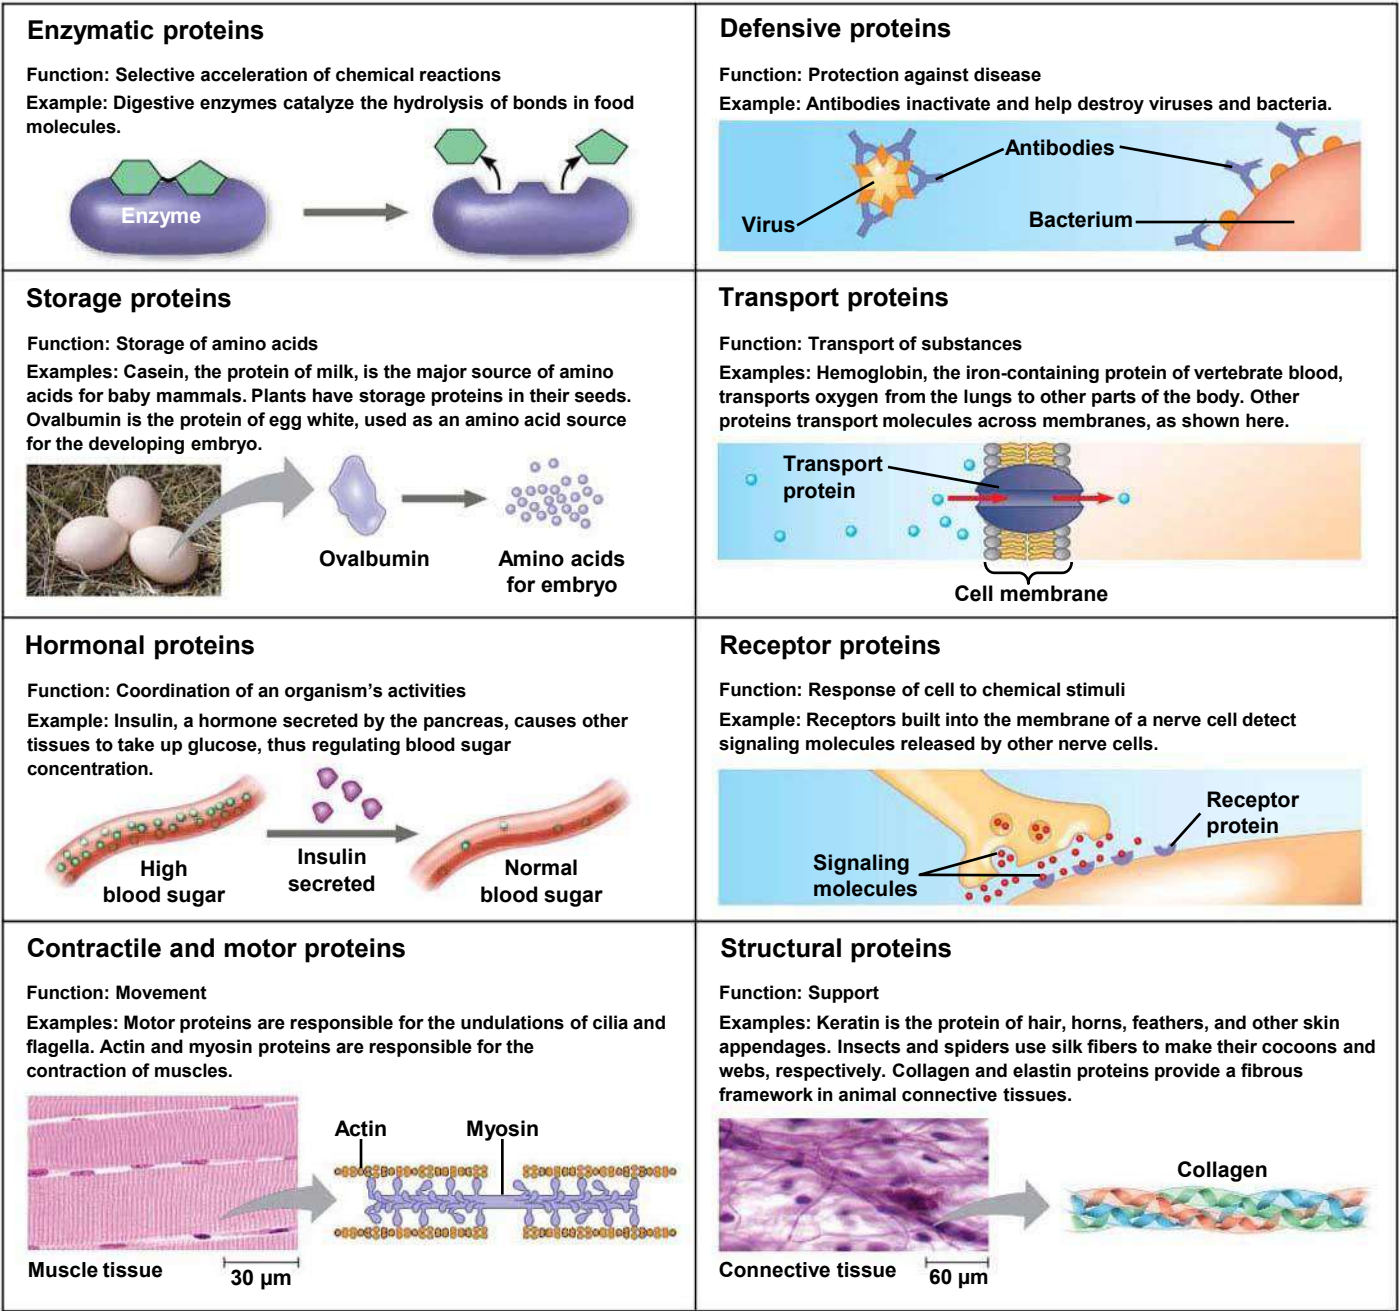 Enzymatic proteins
Function: Selective acceleration of chemical reactions
Example: Digestive enzymes catalyze the hydrolysis of bonds in food
molecules.
Enzyme
Defensive proteins
Function: Protection against disease
Example: Antibodies inactivate and help destroy viruses and bacteria.
Antibodies
Virus
Bacterium
Storage proteins
Function: Storage of amino acids
Examples: Casein, the protein of milk, is the major source of amino
acids for baby mammals. Plants have storage proteins in their seeds.
Ovalbumin is the protein of egg white, used as an amino acid source
for the developing embryo.
Ovalbumin
Amino acids
for embryo
Transport proteins
Function: Transport of substances
Examples: Hemoglobin, the iron-containing protein of vertebrate blood,
transports oxygen from the lungs to other parts of the body. Other
proteins transport molecules across membranes, as shown here.
Transport
protein
Cell membrane
Hormonal proteins
Function: Coordination of an organism’s activities
Example: Insulin, a hormone secreted by the pancreas, causes other
tissues to take up glucose, thus regulating blood sugar
concentration.
High
blood sugar
Insulin
secreted
Normal
blood sugar
Receptor proteins
Function: Response of cell to chemical stimuli
Example: Receptors built into the membrane of a nerve cell detect
signaling molecules released by other nerve cells.
Receptor
protein
Signaling
molecules
Contractile and motor proteins
Function: Movement
Examples: Motor proteins are responsible for the undulations of cilia and
flagella. Actin and myosin proteins are responsible for the
contraction of muscles.
Actin
Myosin
Muscle tissue
30 µm
Structural proteins
Function: Support
Examples: Keratin is the protein of hair, horns, feathers, and other skin
appendages. Insects and spiders use silk fibers to make their cocoons and
webs, respectively. Collagen and elastin proteins provide a fibrous
framework in animal connective tissues.
Collagen
Connective tissue
60 µm